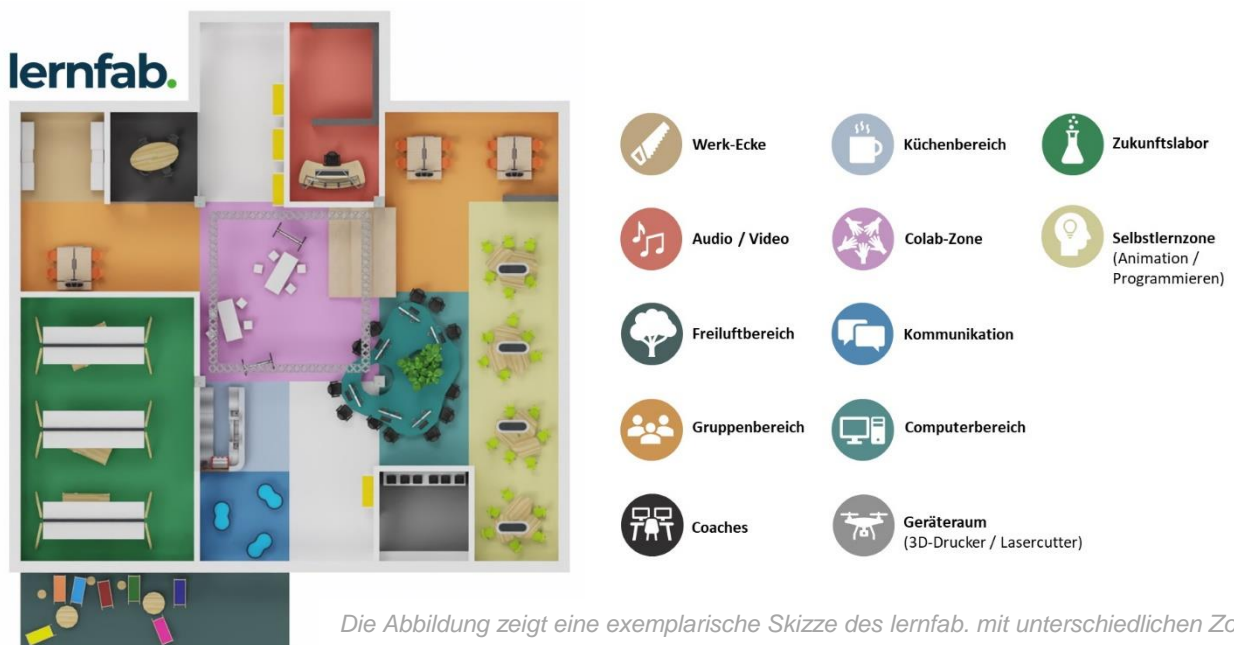 lernfab.
Werk-Ecke
Küchenbereich
Zukunftslabor
Audio / Video
Colab-Zone
Selbstlernzone
(Animation /
Programmieren)
Freiluftbereich
Kommunikation
Gruppenbereich
Computerbereich
Coaches
Geräteraum
(3D-Drucker / Lasercutter)
Die Abbildung zeigt eine exemplarische Skizze des lernfab. mit unterschiedlichen